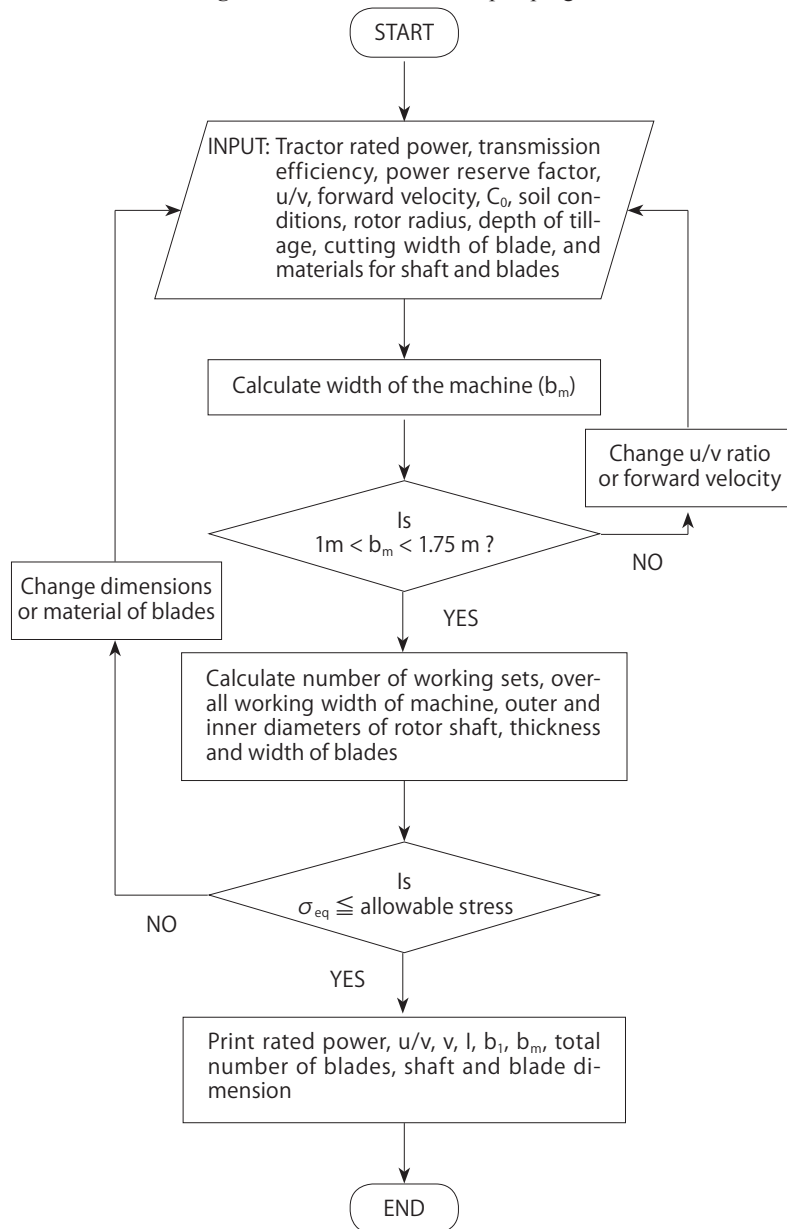 START
INPUT: Tractor rated power, transmission
efficiency, power reserve factor,
u/v, forward velocity, C₀, soil con-
ditions, rotor radius, depth of till-
age, cutting width of blade, and
materials for shaft and blades
Calculate width of the machine (bₘ)
Change u/v ratio
or forward velocity
Is
1m < bₘ < 1.75 m ?
NO
YES
Change dimensions
or material of blades
Calculate number of working sets, over-
all working width of machine, outer and
inner diameters of rotor shaft, thickness
and width of blades
Is
σeq ≦ allowable stress
NO
YES
Print rated power, u/v, v, l, b₁, bₘ, total
number of blades, shaft and blade di-
mension
END